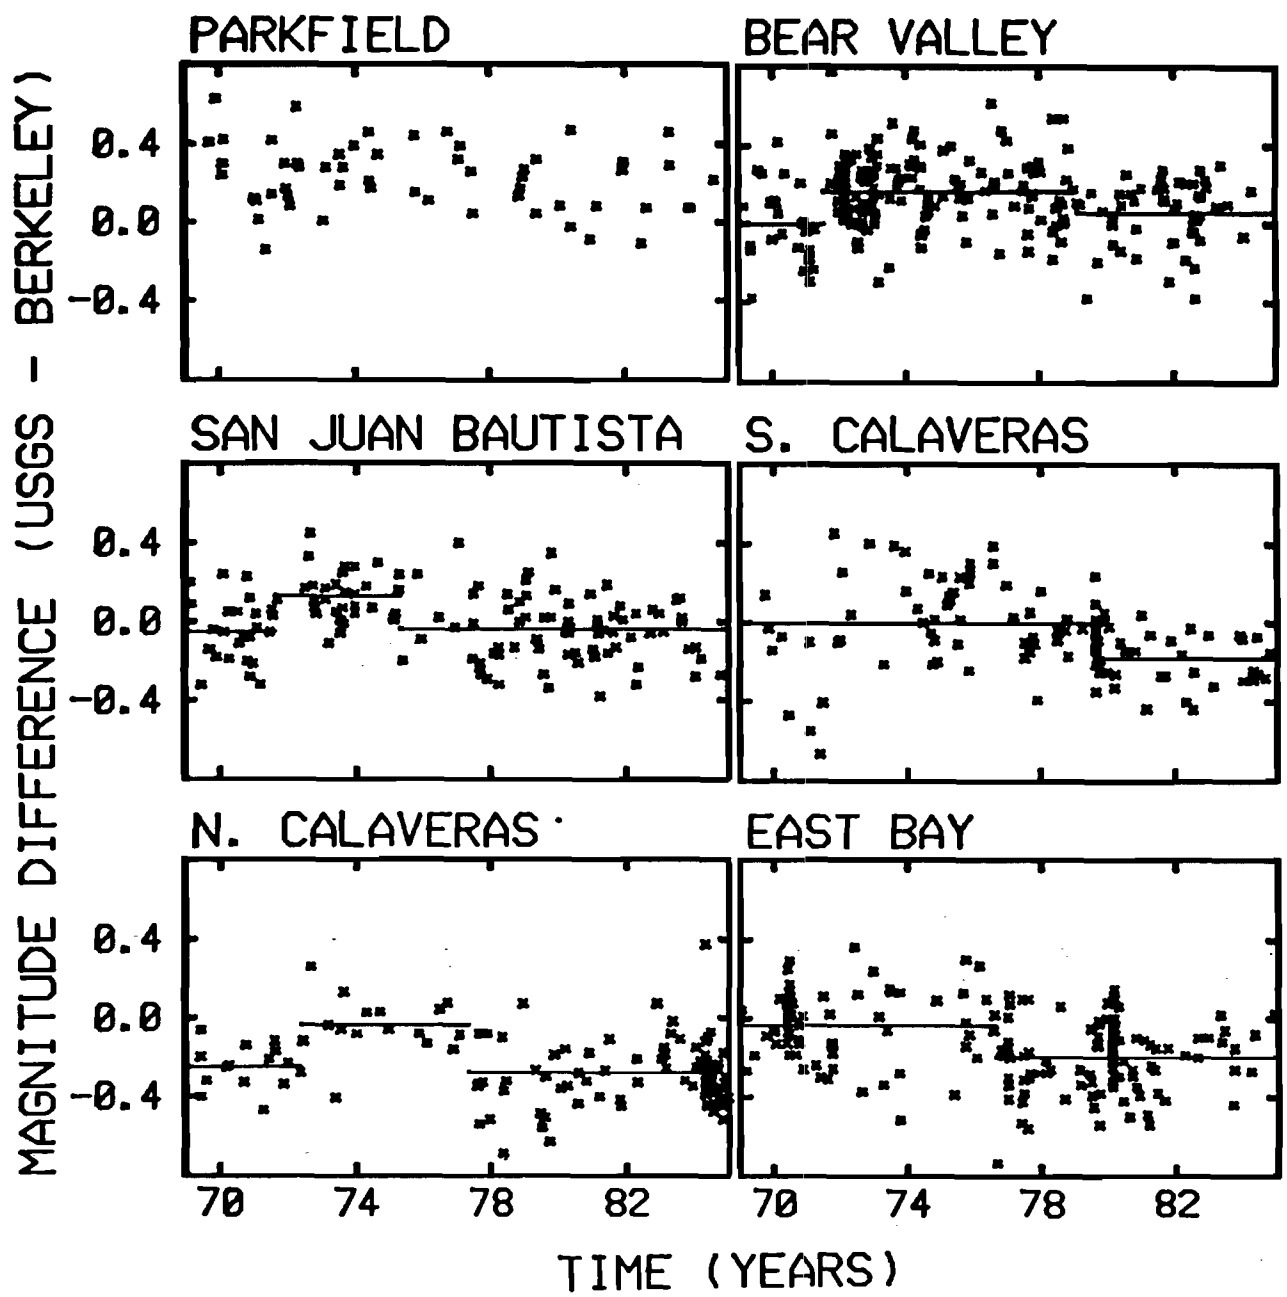 PARKFIELD
BEAR VALLEY
0.4
0.0
-0.4
SAN JUAN BAUTISTA
S. CALAVERAS
0.4
0.0
-0.4
N. CALAVERAS
EAST BAY
0.4
0.0
-0.4
70 74 78 82
70 74 78 82
TIME (YEARS)
MAGNITUDE DIFFERENCE (USGS - BERKELEY)